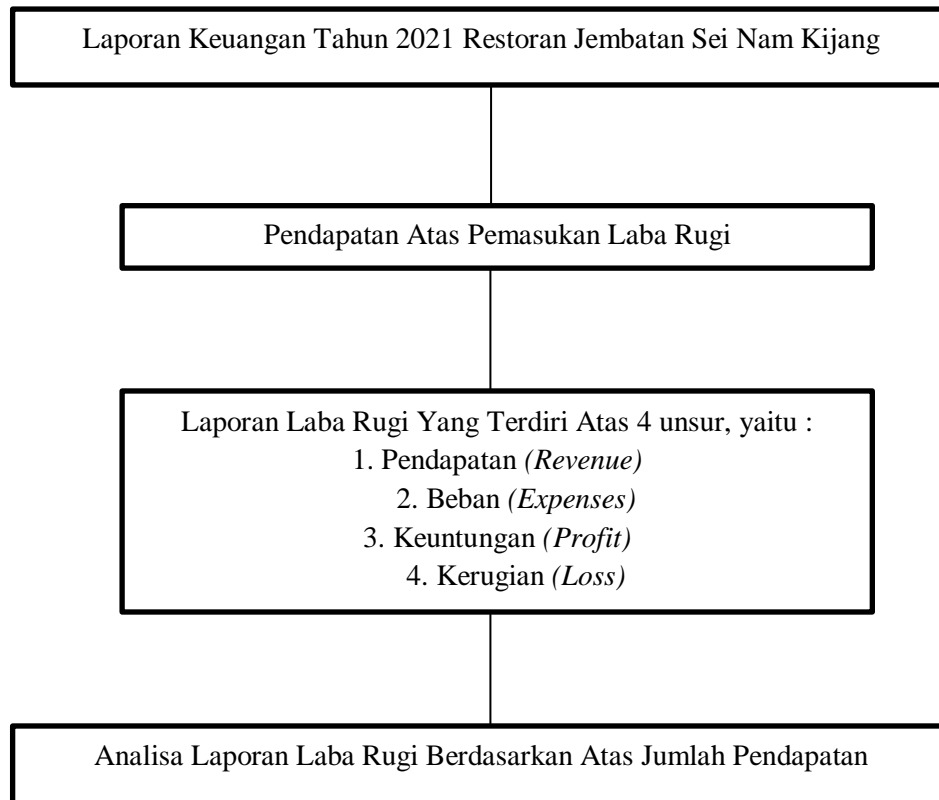 Laporan Keuangan Tahun 2021 Restoran Jembatan Sei Nam Kijang
Pendapatan Atas Pemasukan Laba Rugi
Laporan Laba Rugi Yang Terdiri Atas 4 unsur, yaitu :
1. Pendapatan (Revenue)
2. Beban (Expenses)
3. Keuntungan (Profit)
4. Kerugian (Loss)
Analisa Laporan Laba Rugi Berdasarkan Atas Jumlah Pendapatan